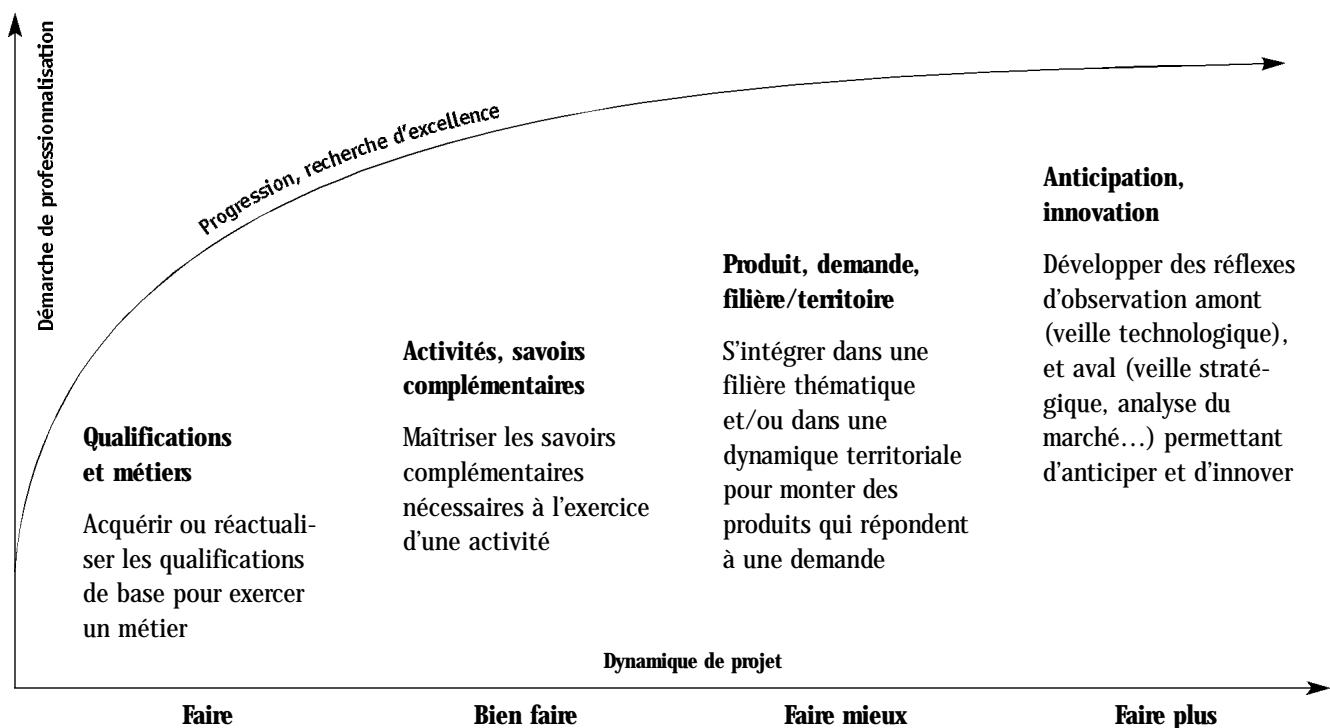 Démarche de professionnalisation
Progression, recherche d'excellence
Qualifications
et métiers
Acquérir ou réactuali-
ser les qualifications
de base pour exercer
un métier
Activités, savoirs
complémentaires
Maîtriser les savoirs
complémentaires
nécessaires à l'exercice
d'une activité
Produit, demande,
filière/territoire
S'intégrer dans une
filière thématique
et/ou dans une
dynamique territoriale
pour monter des
produits qui répondent
à une demande
Anticipation,
innovation
Développer des réflexes
d'observation amont
(veille technologique),
et aval (veille straté-
gique, analyse du
marché…) permettant
d'anticiper et d'innover
Dynamique de projet
Faire
Bien faire
Faire mieux
Faire plus